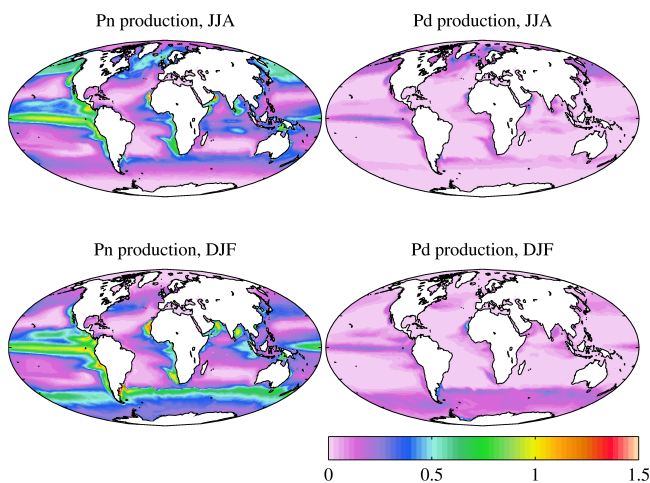 Pn production, JJA
Pd production, JJA
Pn production, DJF
Pd production, DJF
0 0.5 1 1.5